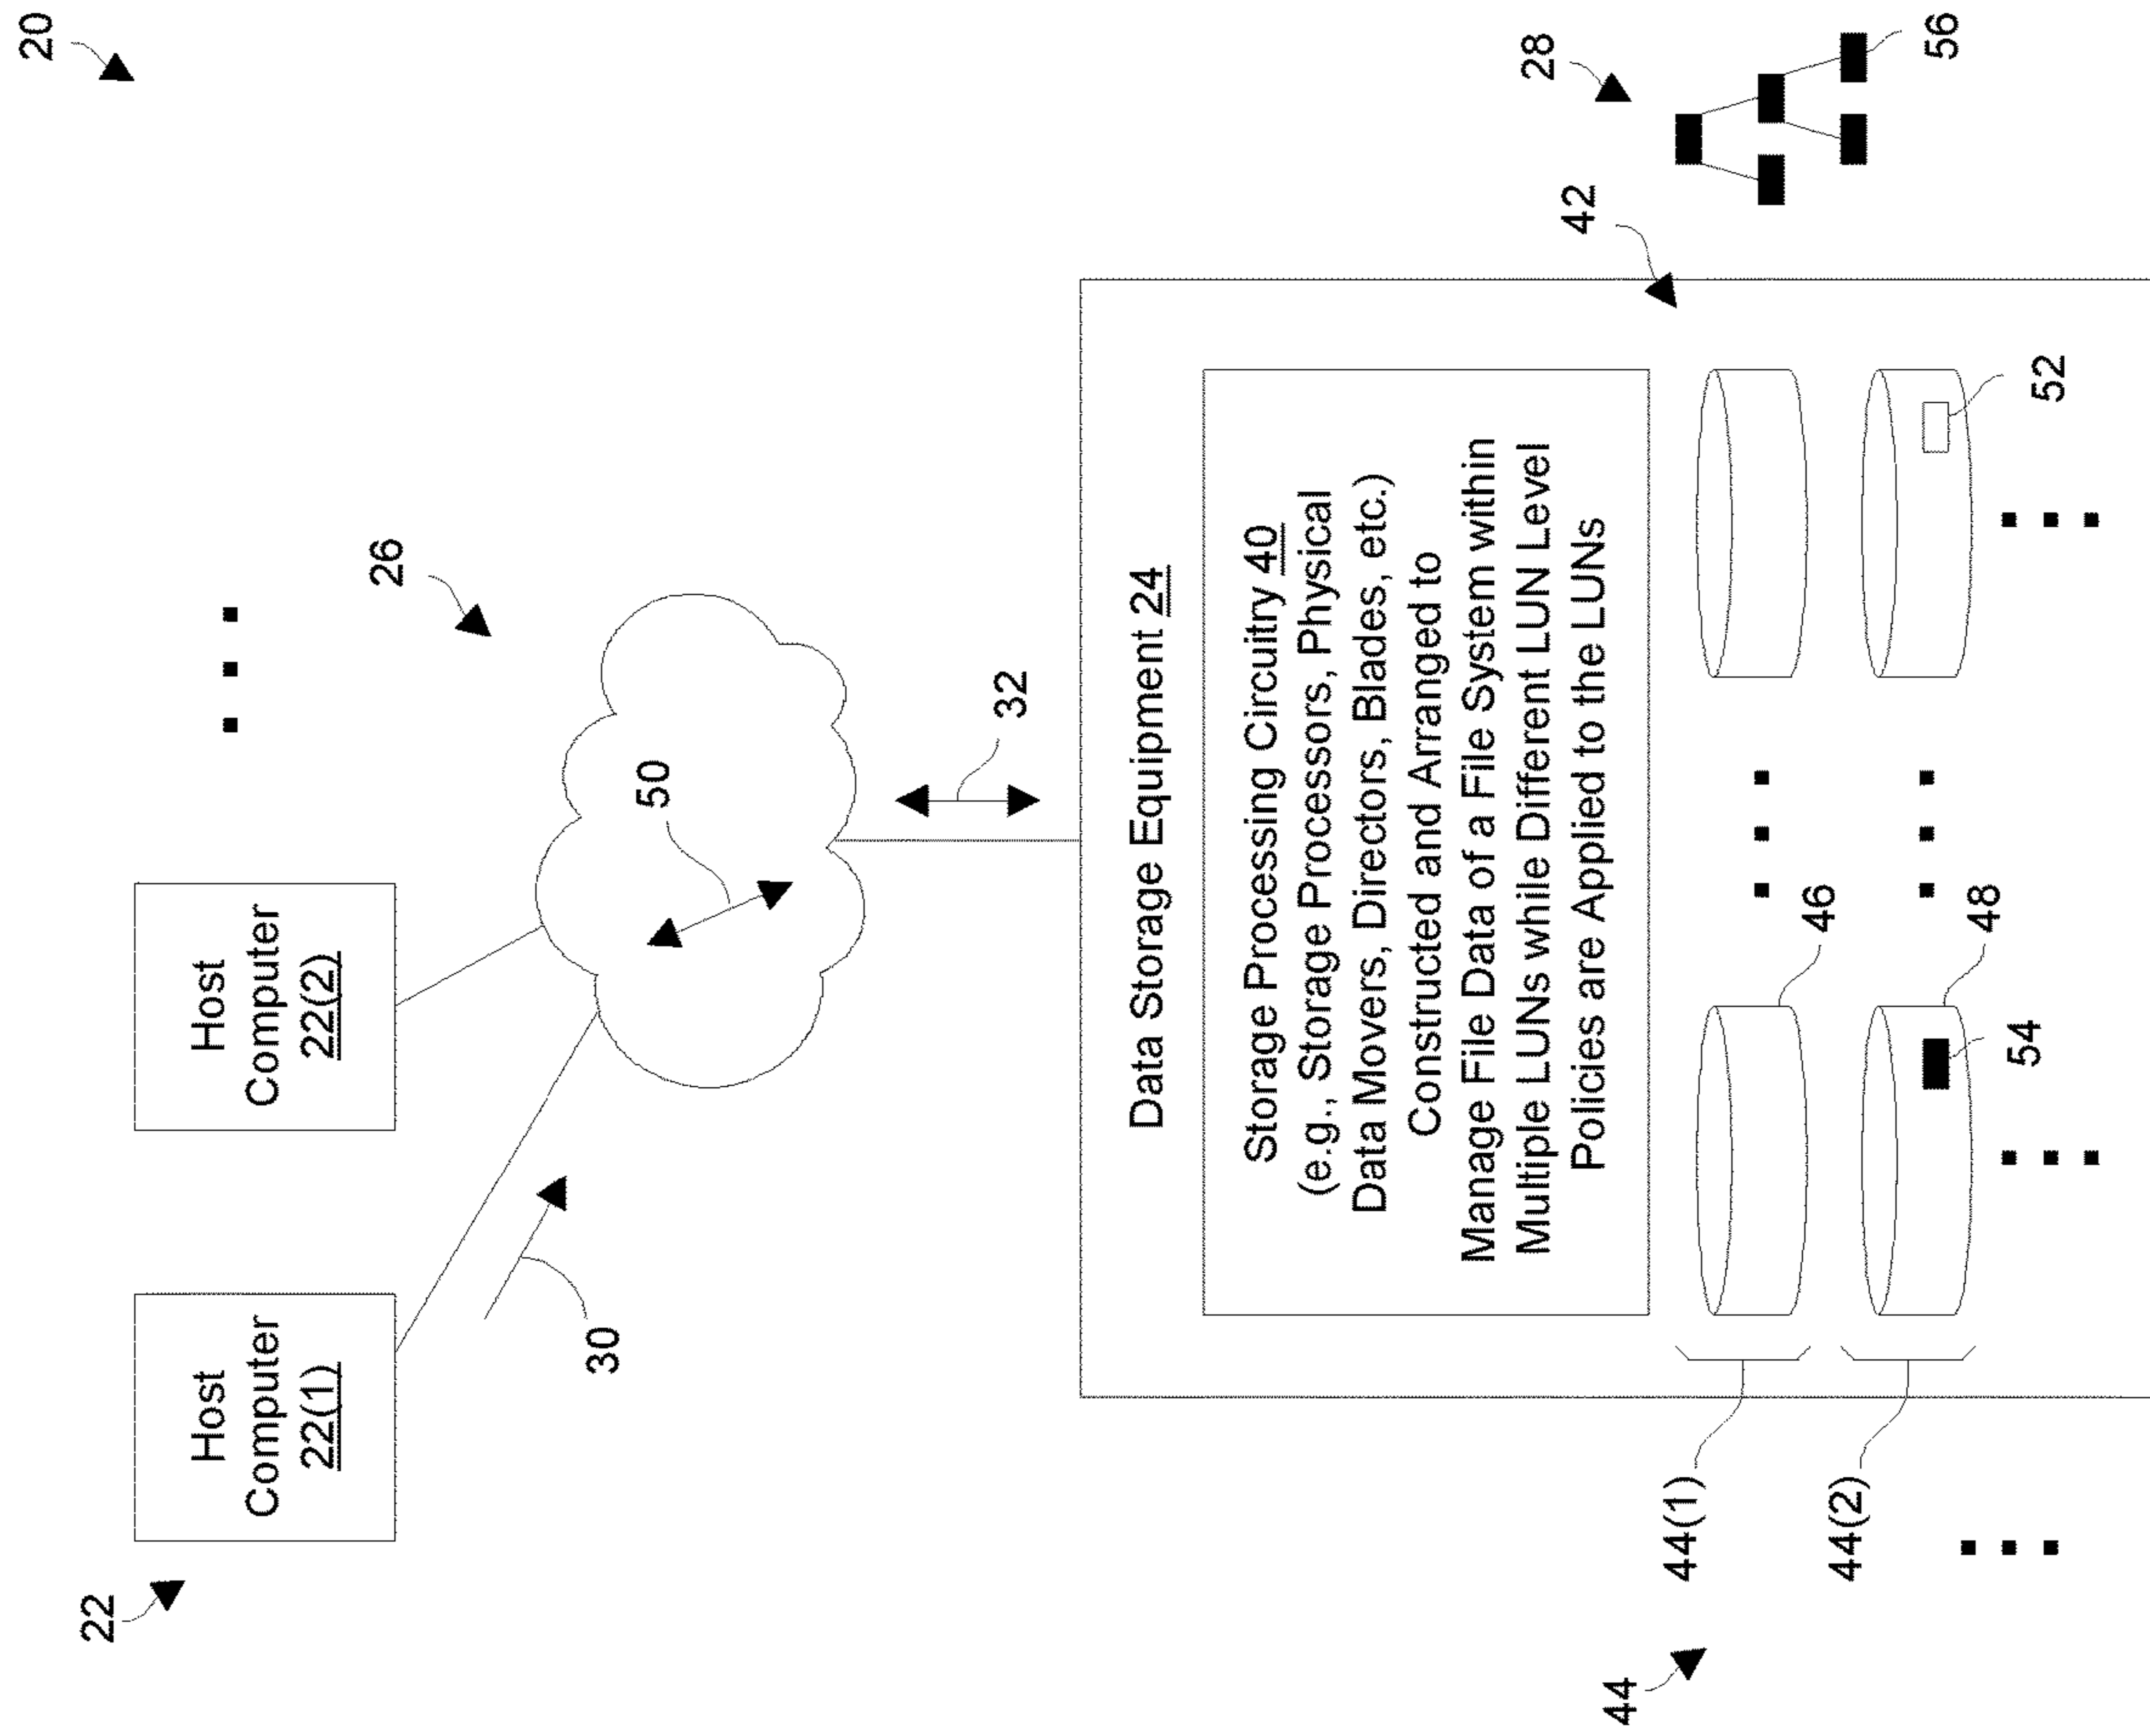 20
22
Host
Computer
22(1)
Host
Computer
22(2)
26
30
50
32
Data Storage Equipment 24
Storage Processing Circuitry 40
(e.g., Storage Processors, Physical
Data Movers, Directors, Blades, etc.)
Constructed and Arranged to
Manage File Data of a File System within
Multiple LUNs while Different LUN Level
Policies are Applied to the LUNs
42
28
56
44
44(1)
46
44(2)
48
54
52